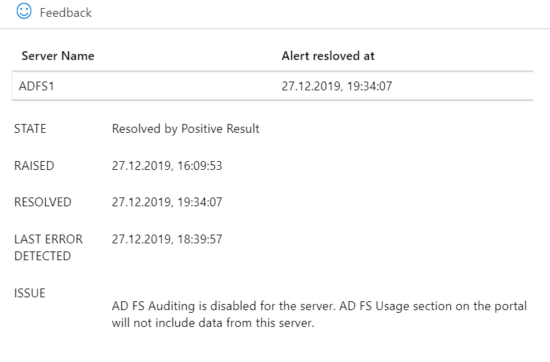 Feedback
Server Name Alert resloved at
ADFS1 27.12.2019, 19:34:07
STATE Resolved by Positive Result
RAISED 27.12.2019, 16:09:53
RESOLVED 27.12.2019, 19:34:07
LAST ERROR 27.12.2019, 18:39:57
DETECTED
ISSUE
AD FS Auditing is disabled for the server. AD FS Usage section on the portal
will not include data from this server.